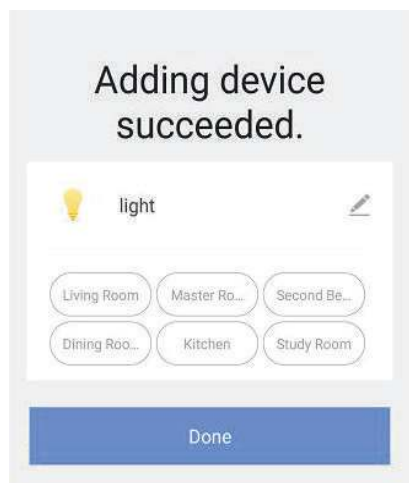 Adding device
succeeded.
light
Living Room Master Ro... Second Be...
Dining Roo... Kitchen Study Room
Done